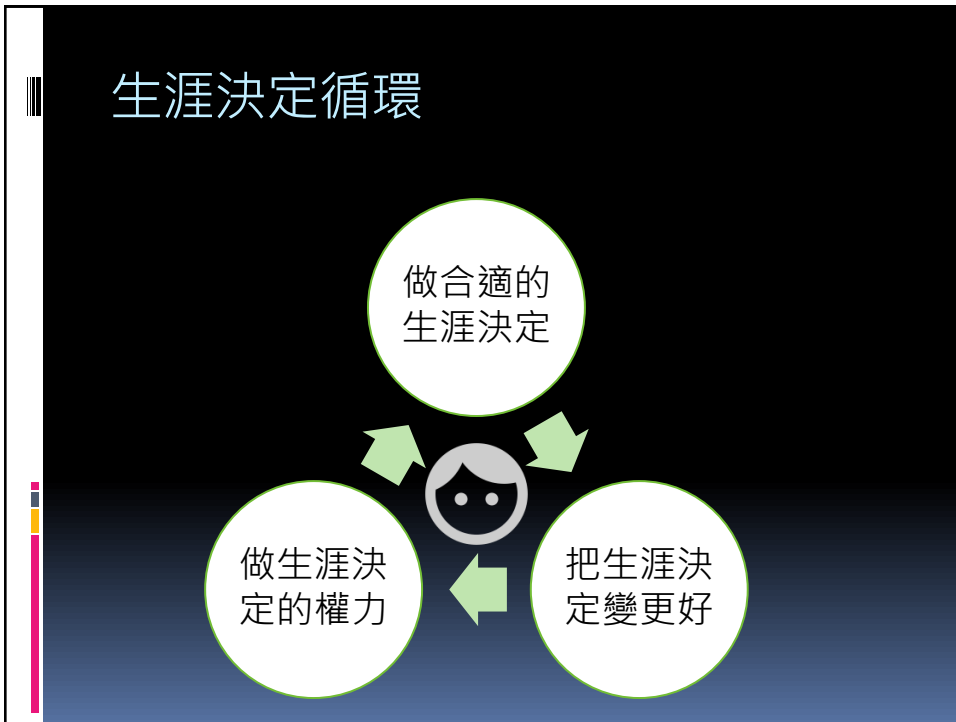 生涯決定循環
做合適的
生涯決定
做生涯決
定的權力
把生涯決
定變更好